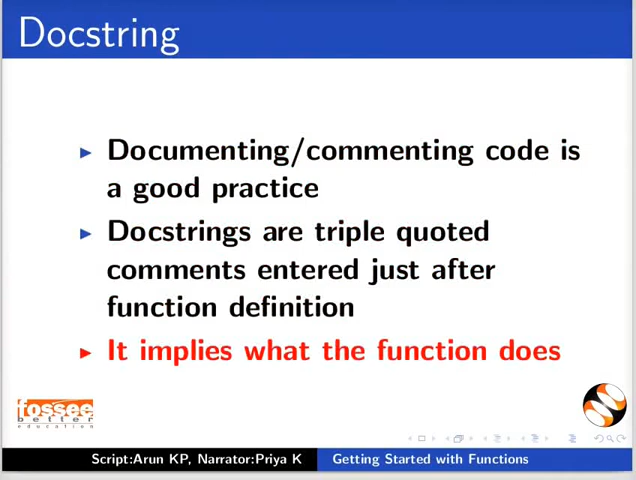 Docstring
Documenting/commenting code is
a good practice
Docstrings are triple quoted
comments entered just after
function definition
It implies what the function does
fossee
better
education
Script:Arun KP, Narrator:Priya K
Getting Started with Functions